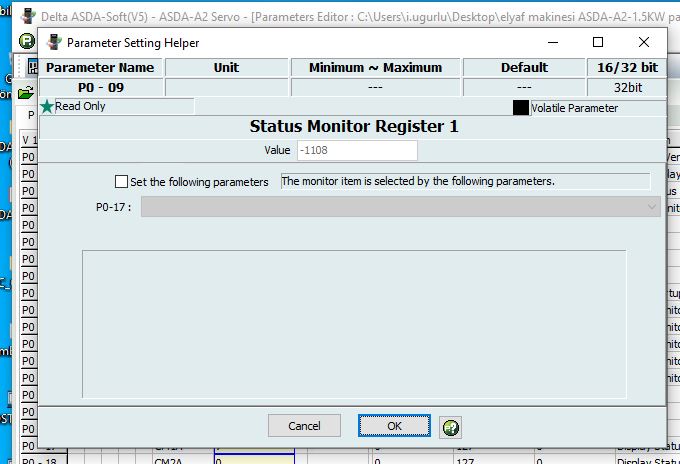 Delta ASDA-Soft(V5) - ASDA-A2 Servo - [Parameters Editor : C:\Users\i.ugurlu\Desktop\elyaf makinesi ASDA-A2-1.5KW pa
Parameter Setting Helper
Parameter Name Unit Minimum ~ Maximum Default 16/32 bit
P0 - 09 --- --- 32bit
Read Only Volatile Parameter
Status Monitor Register 1
Value -1108
Set the following parameters The monitor item is selected by the following parameters.
P0-17 :
Cancel OK
P0 - 18 CM2A 0 0 127 0 Display Status